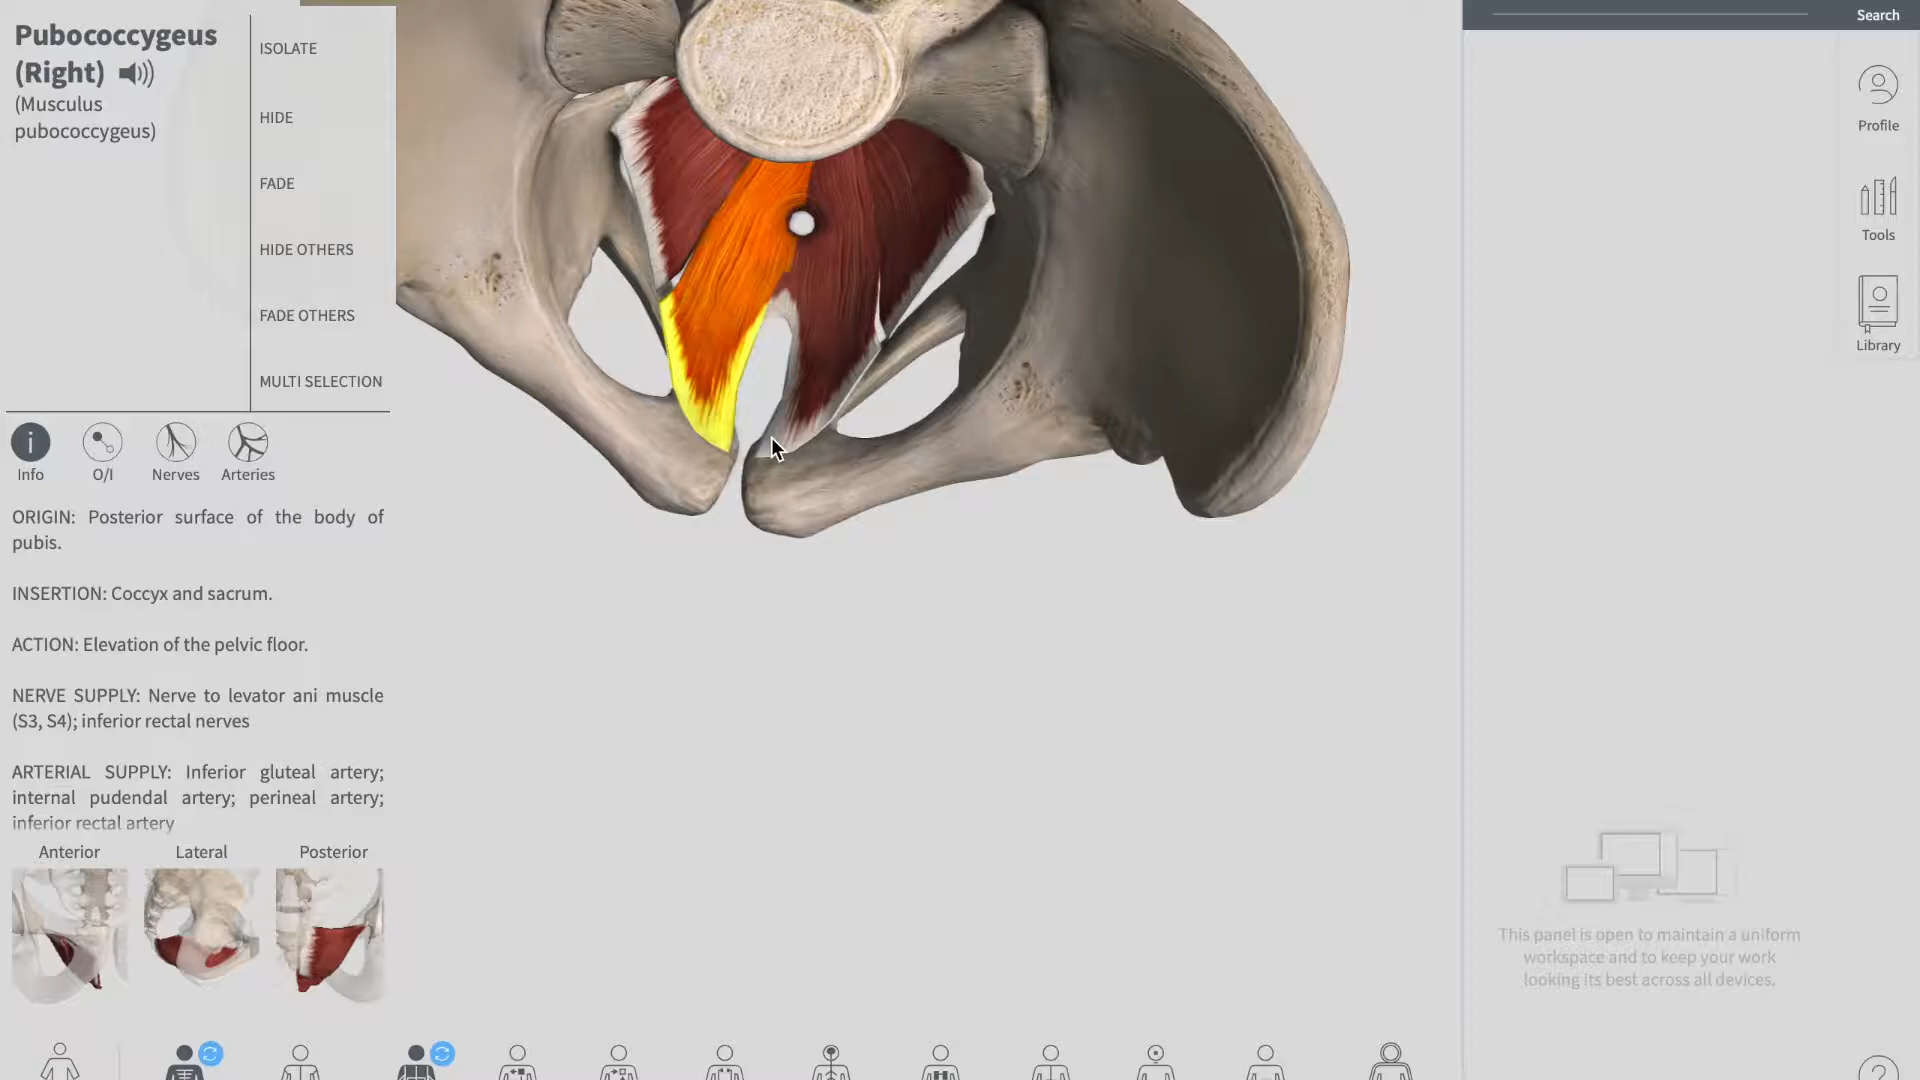 Pubococcygeus
(Right)
(Musculus
pubococcygeus)
ISOLATE
HIDE
FADE
HIDE OTHERS
FADE OTHERS
MULTI SELECTION
i
Info
O/I
Nerves
Arteries
ORIGIN: Posterior surface of the body of
pubis.
INSERTION: Coccyx and sacrum.
ACTION: Elevation of the pelvic floor.
NERVE SUPPLY: Nerve to levator ani muscle
(S3, S4); inferior rectal nerves
ARTERIAL SUPPLY: Inferior gluteal artery;
internal pudendal artery; perineal artery;
inferior rectal artery
Anterior
Lateral
Posterior
Search
Profile
Tools
Library
This panel is open to maintain a uniform
workspace and to keep your work
looking its best across all devices.
?